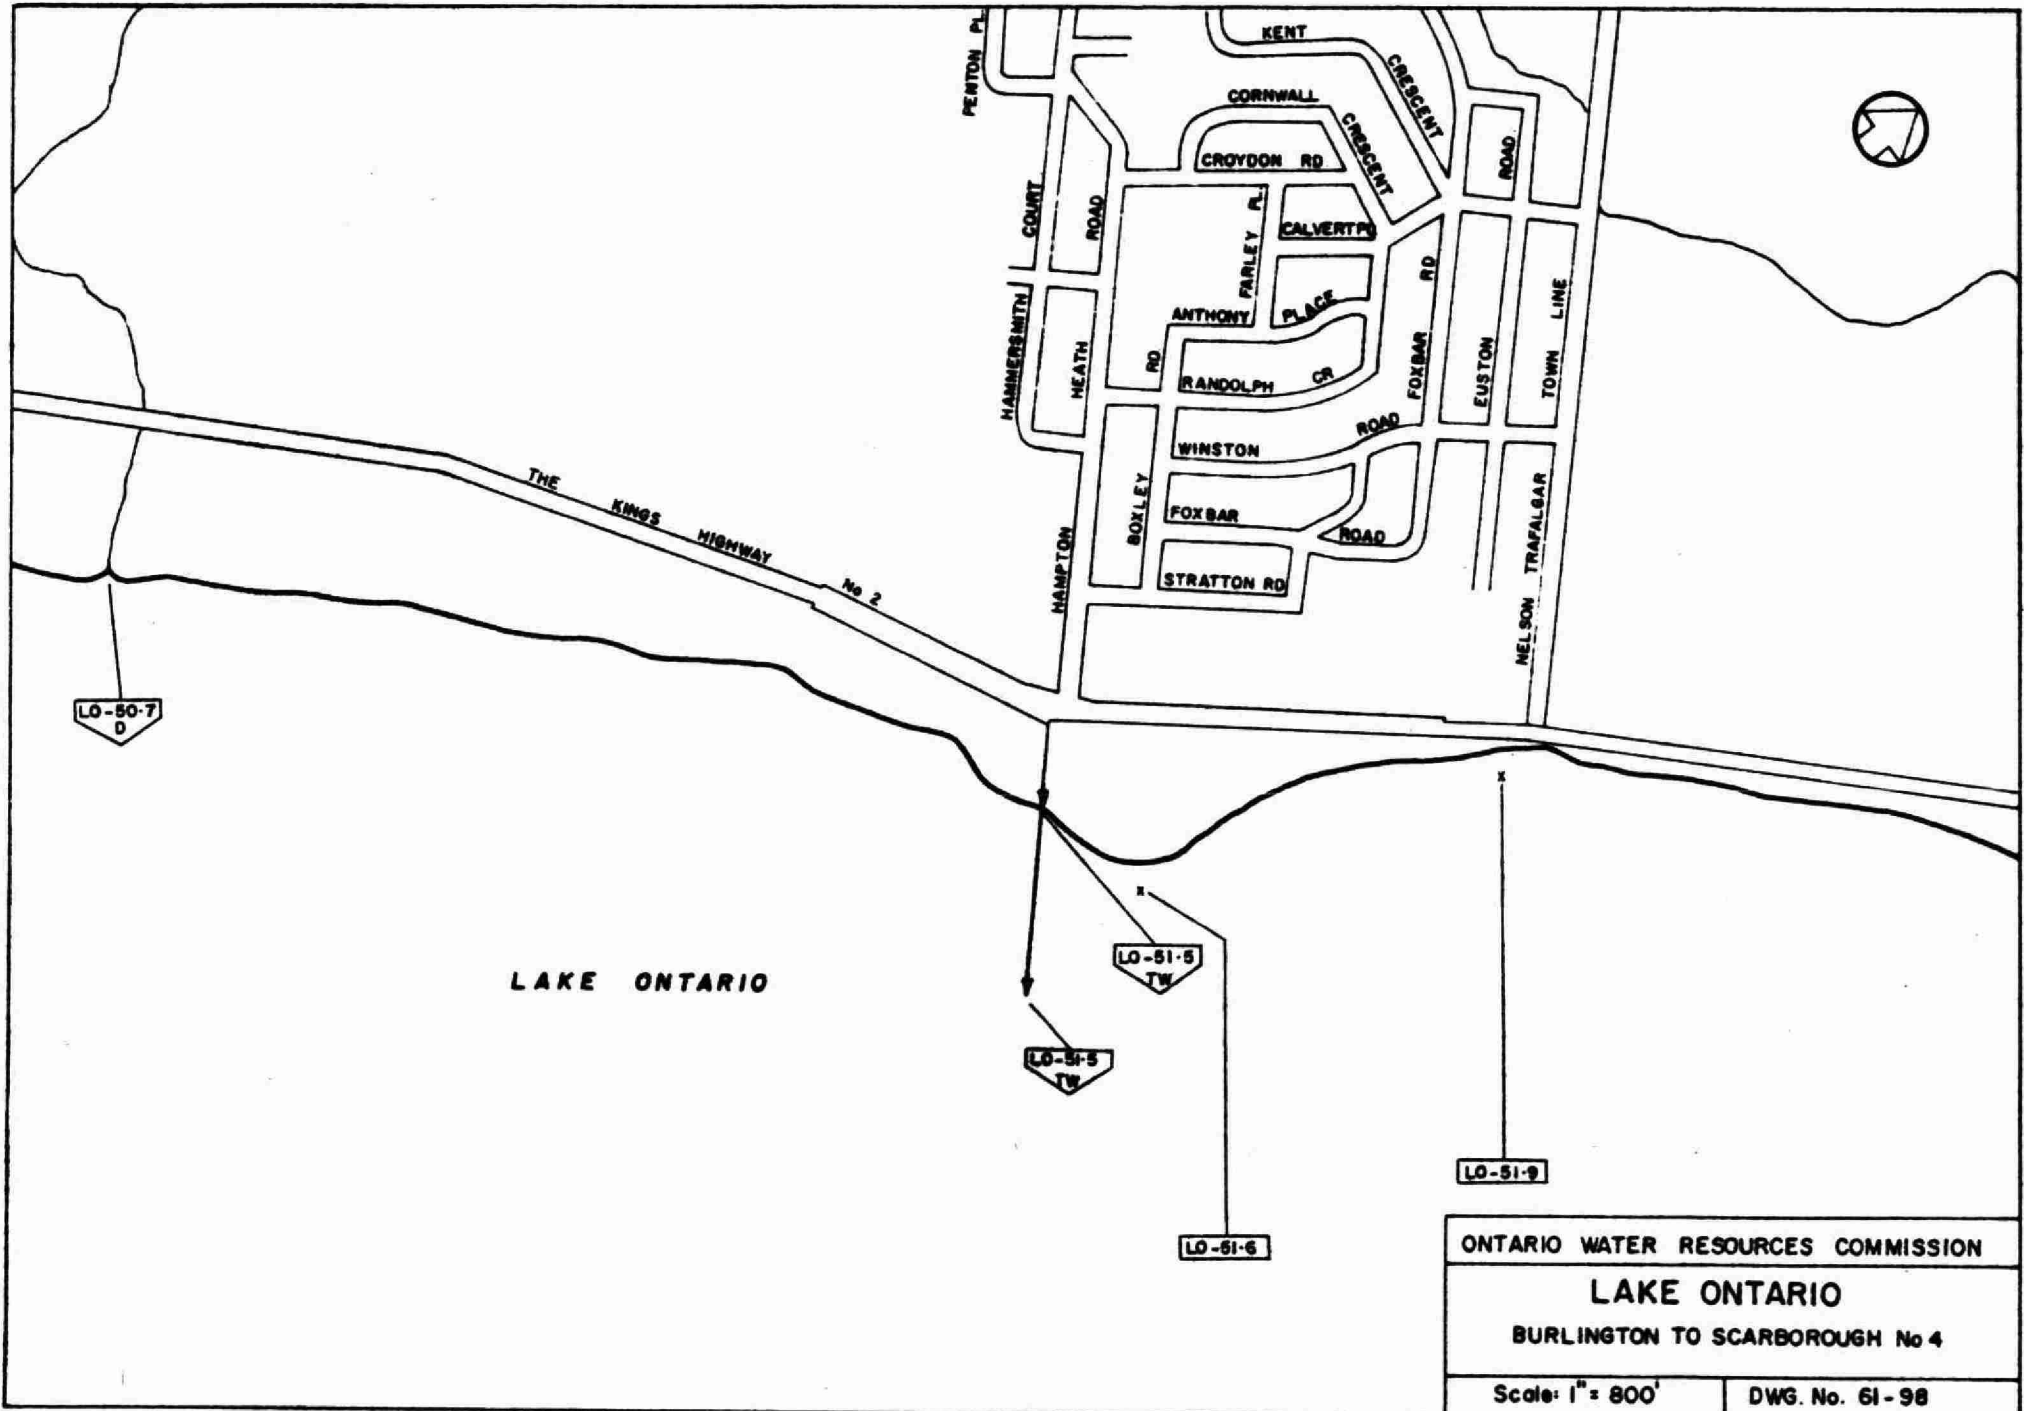 PENTON PL.
KENT
CRESCENT
CORNWALL
CRESCENT
CROYDON RD
ROAD
COURT
ROAD
FARLEY PL.
CALVERT PL
RD
HAMMERSMITH
HEATH
ANTHONY PLACE
RD
RANDOLPH CR
FOXBAR
EUSTON
TOWN LINE
WINSTON ROAD
THE KINGS HIGHWAY No 2
BOXLEY
FOXBAR
ROAD
HAMPTON
STRATTON RD
NELSON TRAFALGAR
LO-50·7
D
LO-51·5
TW
LAKE ONTARIO
LO-51·5
TW
LO-51·9
LO-51·6
ONTARIO WATER RESOURCES COMMISSION
LAKE ONTARIO
BURLINGTON TO SCARBOROUGH No 4
Scale: 1" = 800'
DWG. No. 61-98